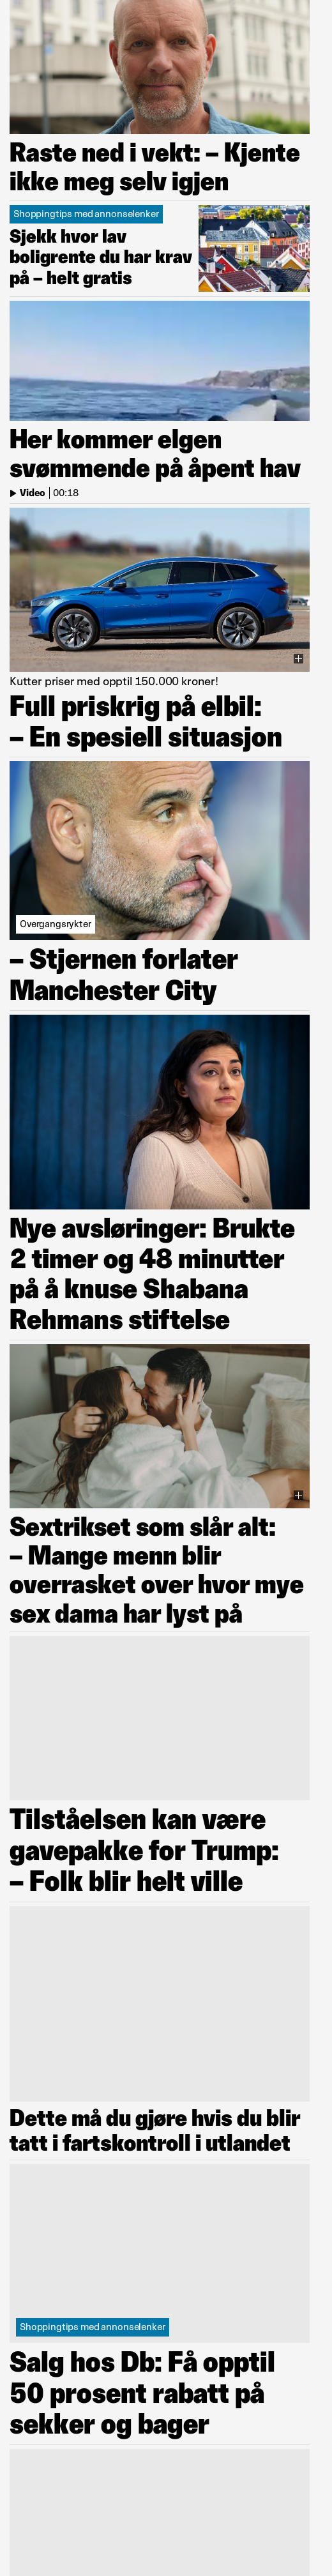 Raste ned i vekt: – Kjente
ikke meg selv igjen
Shoppingtips med annonselenker
Sjekk hvor lav
boligrente du har krav
på – helt gratis
Her kommer elgen
svømmende på åpent hav
Video | 00:18
Kutter priser med opptil 150.000 kroner!
Full priskrig på elbil:
– En spesiell situasjon
Overgangsrykter
– Stjernen forlater
Manchester City
Nye avsløringer: Brukte
2 timer og 48 minutter
på å knuse Shabana
Rehmans stiftelse
Sextrikset som slår alt:
– Mange menn blir
overrasket over hvor mye
sex dama har lyst på
Tilståelsen kan være
gavepakke for Trump:
– Folk blir helt ville
Dette må du gjøre hvis du blir
tatt i fartskontroll i utlandet
Shoppingtips med annonselenker
Salg hos Db: Få opptil
50 prosent rabatt på
sekker og bager